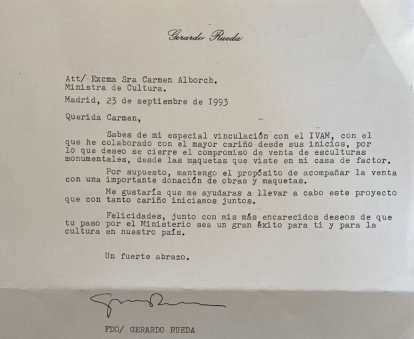 Gerardo Rueda
Att/ Excma Sra Carmen Alborch.
Ministra de Cultura.
Madrid, 23 de septiembre de 1993
Querida Carmen,
Sabes de mi especial vinculación con el IVAM, con el
que he colaborado con el mayor cariño desde sus inicios, por
lo que deseo se cierre el compromiso de venta de esculturas
monumentales, desde las maquetas que viste en mi casa de factor.
Por supuesto, mantengo el propósito de acompañar la venta
con una importante donación de obras y maquetas.
Me gustaría que me ayudaras a llevar a cabo este proyecto
que con tanto cariño iniciamos juntos.
Felicidades, junto con mis más encarecidos deseos de que
tu paso por el Ministerio sea un gran éxito para ti y para la
cultura en nuestro país.
Un fuerte abrazo.
FDO/ GERARDO RUEDA